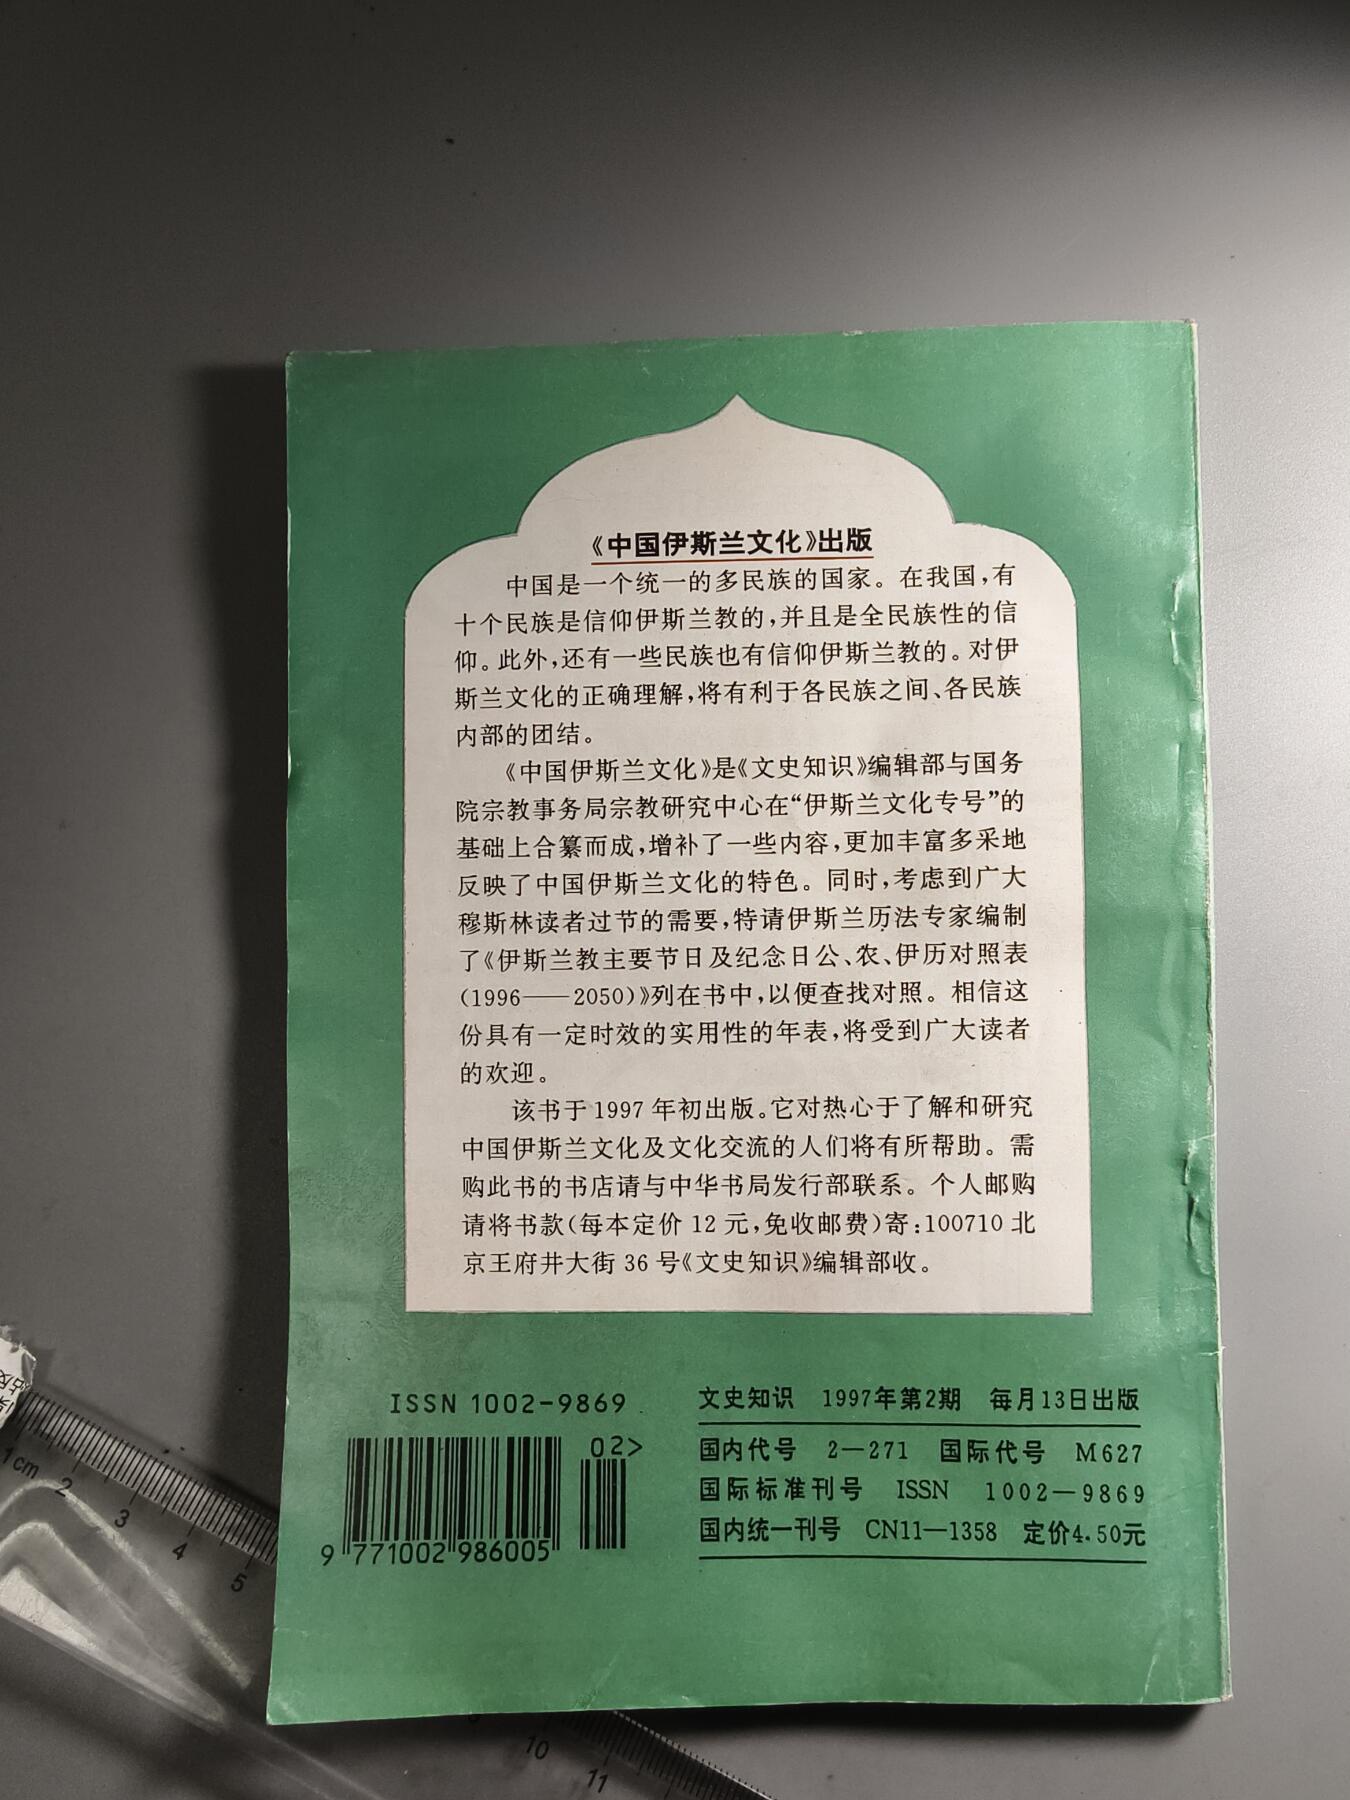 《中国伊斯兰文化》出版
中国是一个统一的多民族的国家。在我国,有
十个民族是信仰伊斯兰教的,并且是全民族性的信
仰。此外,还有一些民族也有信仰伊斯兰教的。对伊
斯兰文化的正确理解,将有利于各民族之间、各民族
内部的团结。
《中国伊斯兰文化》是《文史知识》编辑部与国务
院宗教事务局宗教研究中心在“伊斯兰文化专号”的
基础上合纂而成,增补了一些内容,更加丰富多采地
反映了中国伊斯兰文化的特色。同时,考虑到广大
穆斯林读者过节的需要,特请伊斯兰历法专家编制
了《伊斯兰教主要节日及纪念日公、农、伊历对照表
(1996——2050)》列在书中,以便查找对照。相信这
份具有一定时效的实用性的年表,将受到广大读者
的欢迎。
该书于1997年初出版。它对热心于了解和研究
中国伊斯兰文化及文化交流的人们将有所帮助。需
购此书的书店请与中华书局发行部联系。个人邮购
请将书款(每本定价12元,免收邮费)寄:100710北
京王府井大街36号《文史知识》编辑部收。
ISSN 1002-9869
02>
9 771002 986005
文史知识 1997年第2期 每月13日出版
国内代号 2—271 国际代号 M627
国际标准刊号 ISSN 1002—9869
国内统一刊号 CN11—1358 定价4.50元
1cm 2 3 4 5
10 11